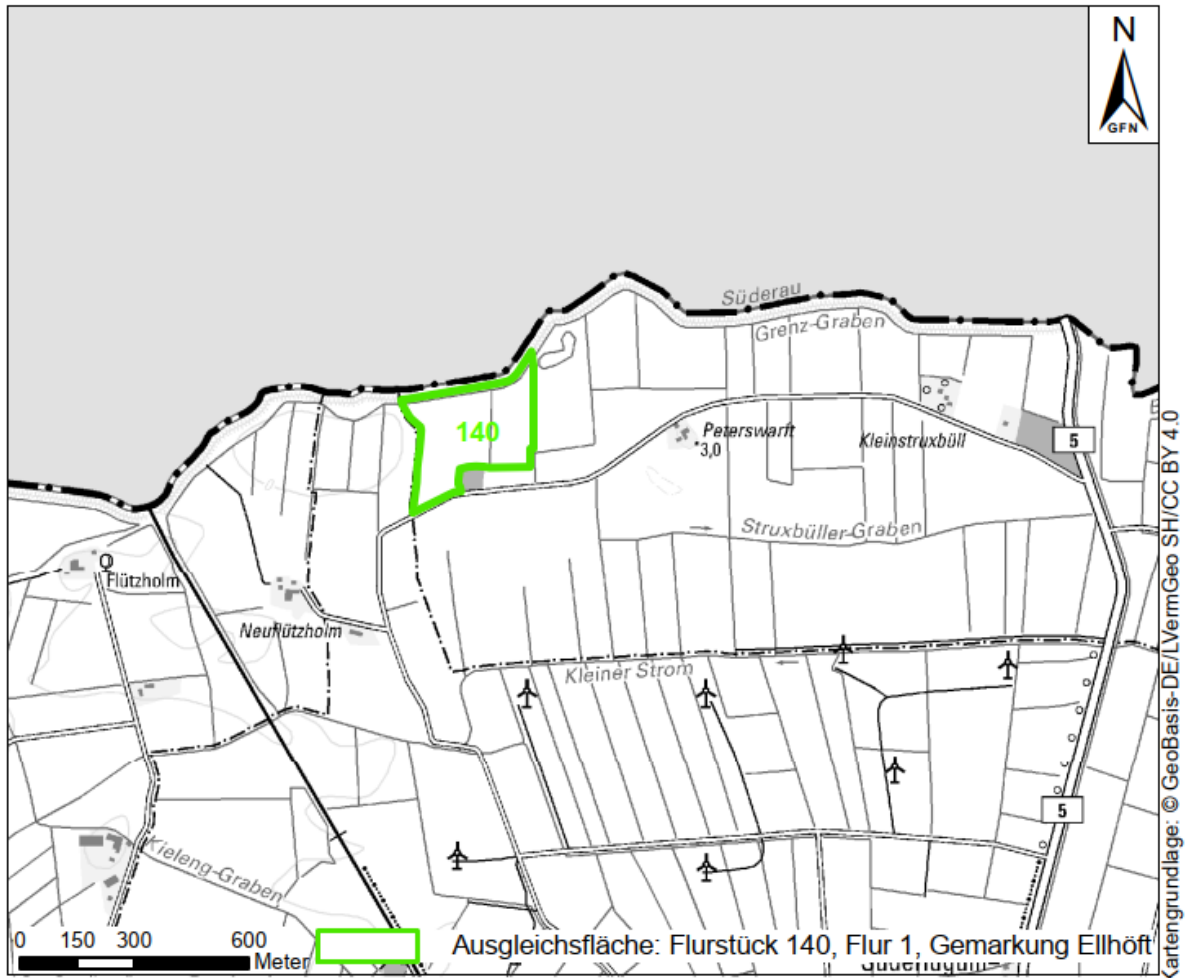 N
GFN
Süderau
Grenz-Graben
140
Peterswarft
3,0
Kleinstruxbüll
5
Struxbüller-Graben
Flützholm
Neuflützholm
Kleiner Strom
5
Kieleng-Graben
0 150 300 600
Meter
Ausgleichsfläche: Flurstück 140, Flur 1, Gemarkung Ellhöft
Kartengrundlage: © GeoBasis-DE/LVermGeo SH/CC BY 4.0